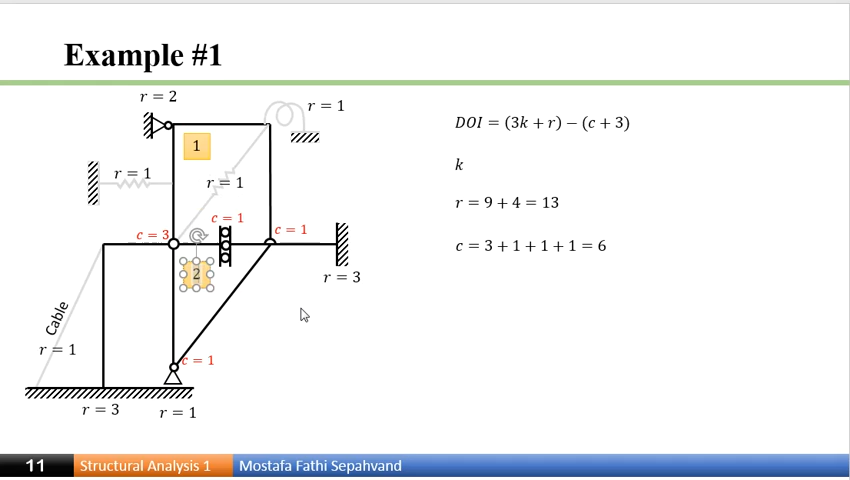 Example #1
r = 2
r = 1
DOI = (3k + r) − (c + 3)
1
k
r = 1
r = 1
r = 9 + 4 = 13
c = 1
c = 3
c = 1
c = 3 + 1 + 1 + 1 = 6
2
r = 3
Cable
r = 1
c = 1
r = 3
r = 1
11
Structural Analysis 1
Mostafa Fathi Sepahvand